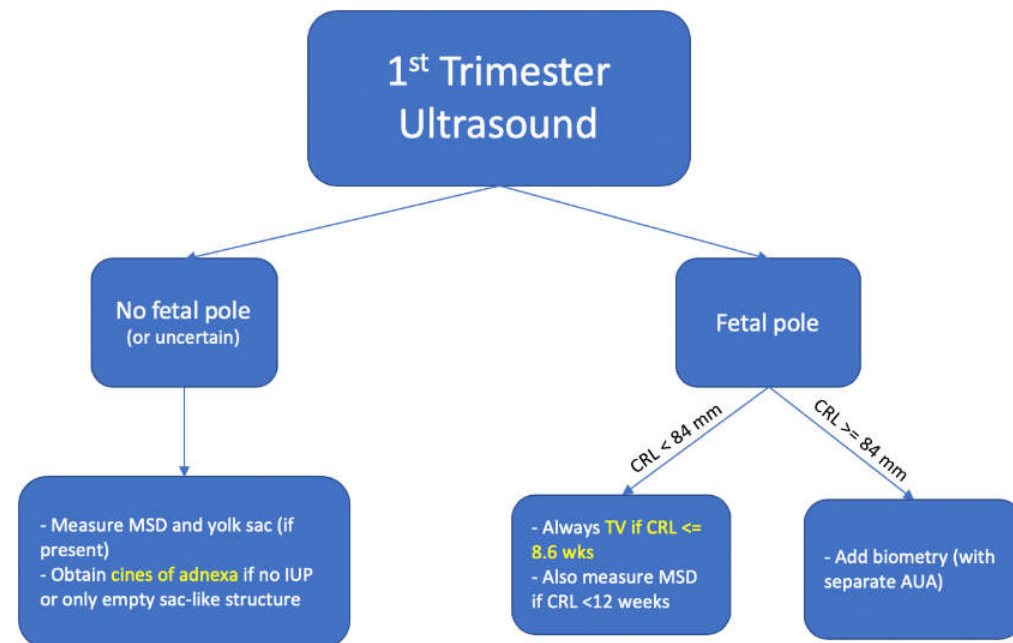 1st Trimester
Ultrasound
No fetal pole
(or uncertain)
Fetal pole
CRL < 84 mm
CRL >= 84 mm
- Measure MSD and yolk sac (if
present)
- Obtain cines of adnexa if no IUP
or only empty sac-like structure
- Always TV if CRL <=
8.6 wks
- Also measure MSD
if CRL <12 weeks
- Add biometry (with
separate AUA)